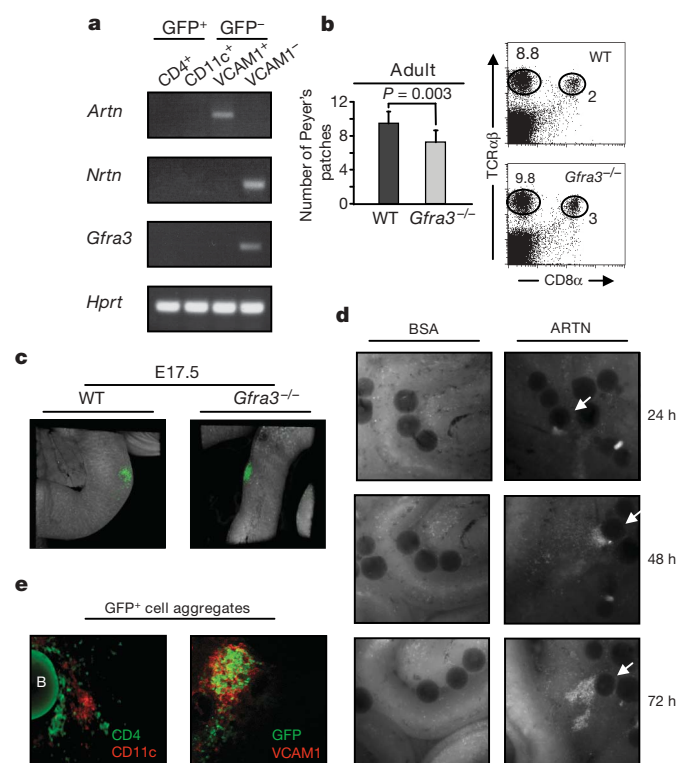 a
GFP+ GFP–
CD4+ CD11c+ VCAM1+ VCAM1–
Artn
Nrtn
Gfra3
Hprt
b
Adult
P = 0.003
Number of Peyer's
patches
12
8
4
0
WT Gfra3–/–
TCRαβ
8.8 WT
2
9.8 Gfra3–/–
3
CD8α
c
E17.5
WT Gfra3–/–
d
BSA ARTN
24 h
48 h
72 h
e
GFP+ cell aggregates
B
CD4
CD11c
GFP
VCAM1